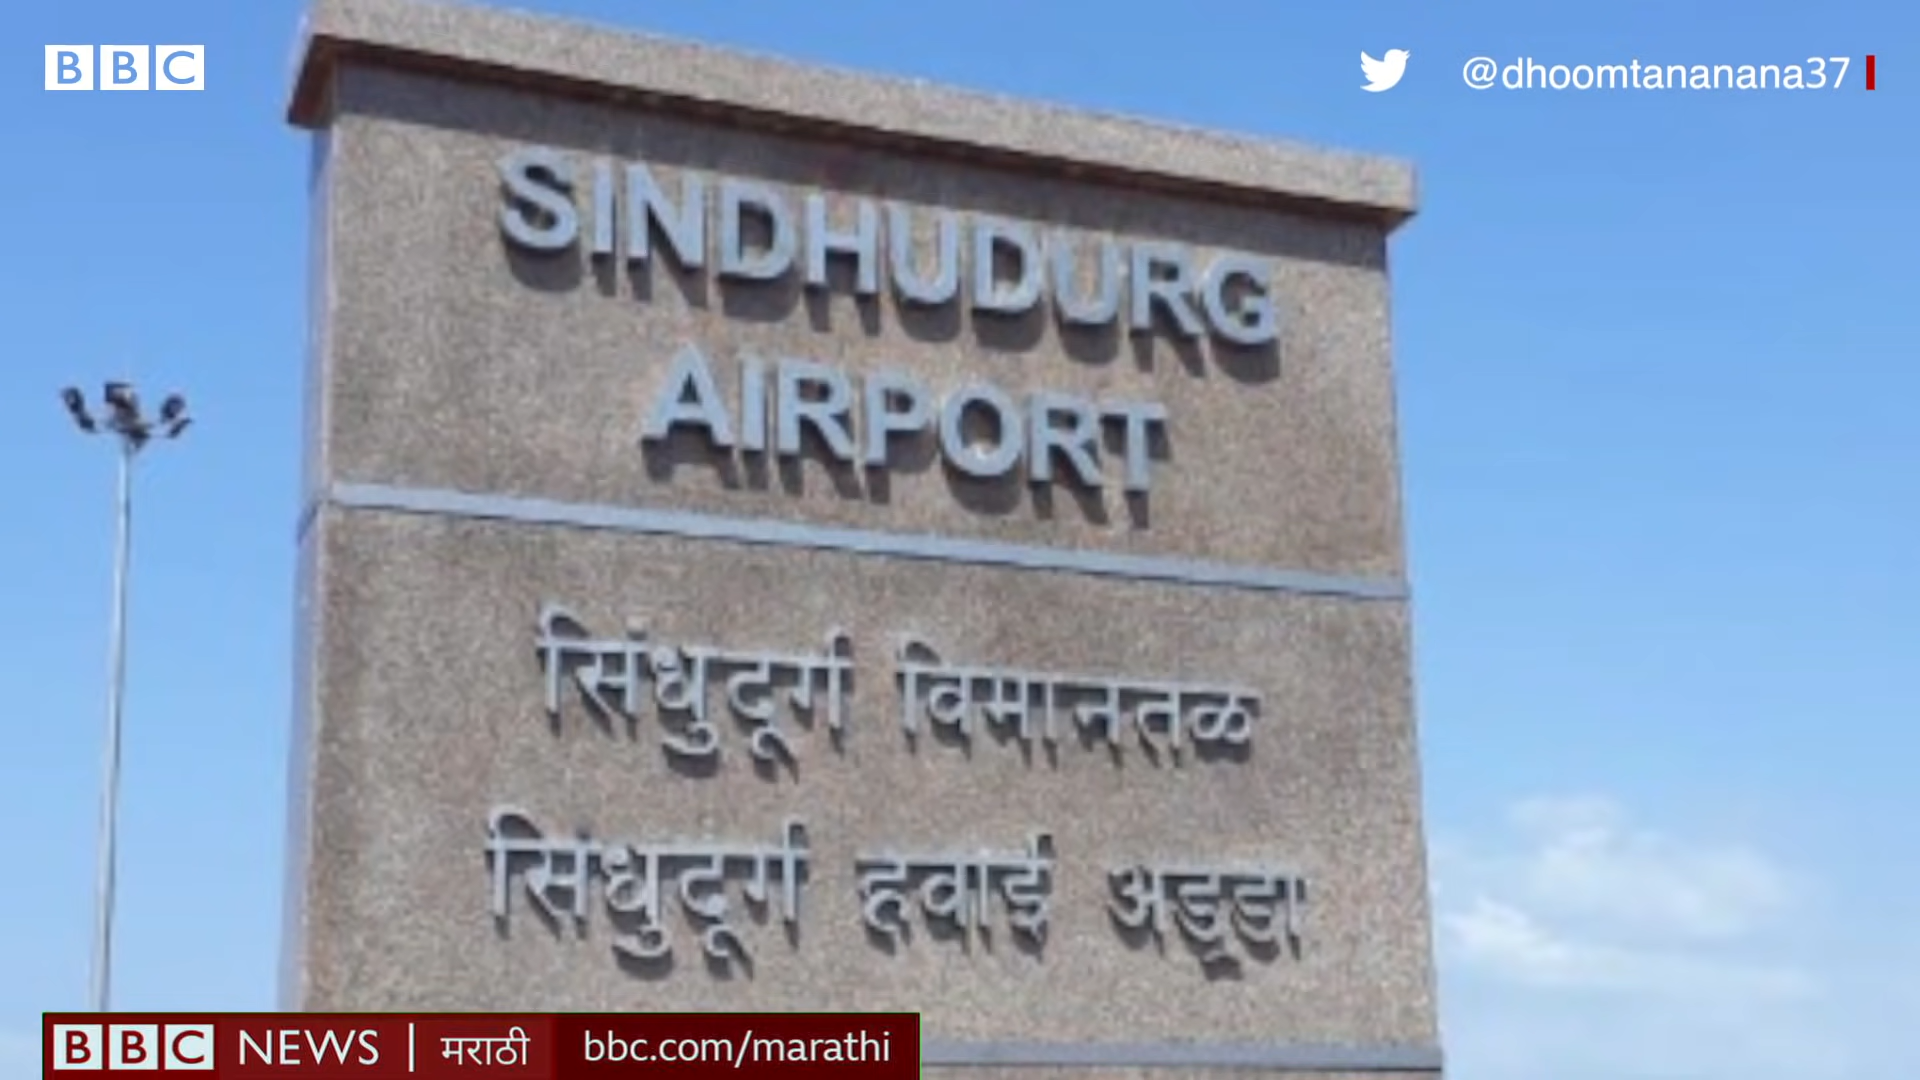 BBC
@dhoomtananana37
SINDHUDURG
AIRPORT
सिंधुदूर्ग विमानतळ
सिंधुदूर्ग हवाई अड्डा
BBC NEWS | मराठी bbc.com/marathi